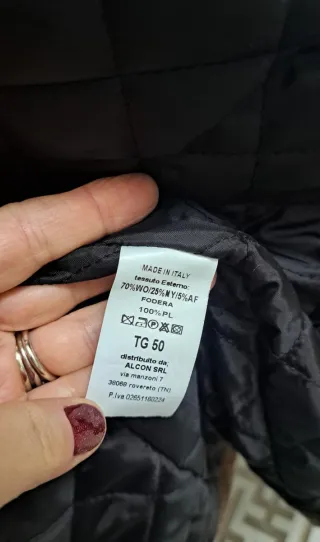 MADE IN ITALY
tessuto Esterno:
70%WO/25%NY/5%AF
FODERA
100%PL
TG 50
distribuito da:
ALCON SRL
via manzoni 7
38068 rovereto (TN)
P.Iva 02651160224